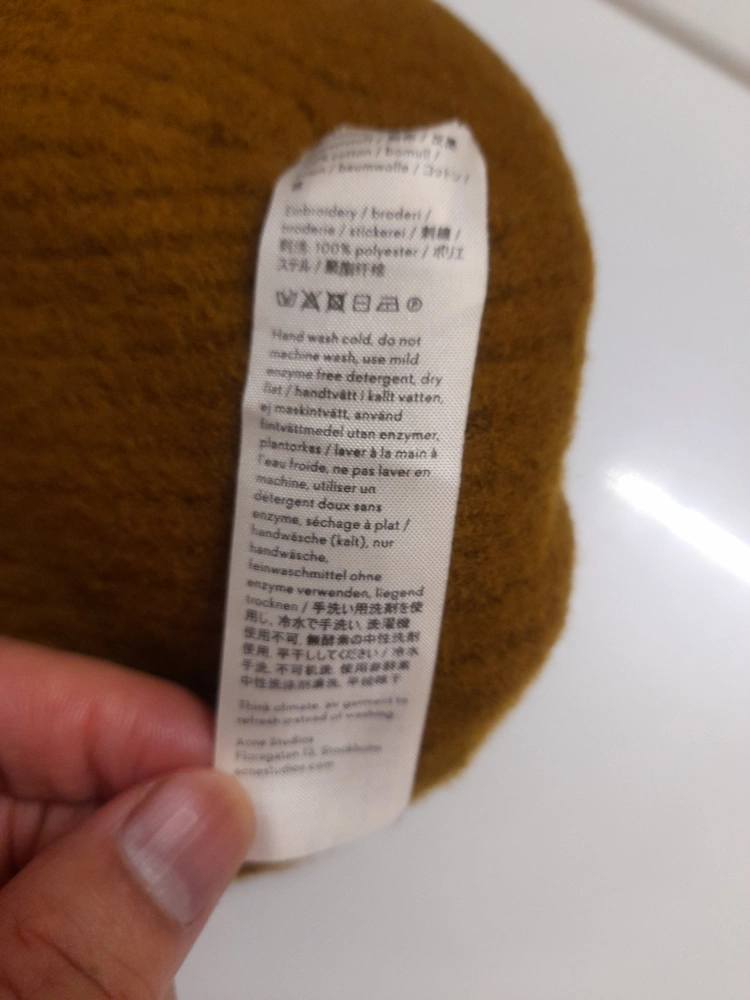 cotton / bomull /
/ baumwolle / コットン /
Embroidery / broderi /
broderie / stickerei / 刺繍 /
刺绣: 100% polyester / ポリエ
ステル / 聚酯纤维
Hand wash cold, do not
machine wash, use mild
enzyme free detergent, dry
flat / handtvätt i kallt vatten,
ej maskintvätt, använd
fintvättmedel utan enzymer,
plantorkas / laver à la main à
l'eau froide, ne pas laver en
machine, utiliser un
détergent doux sans
enzyme, séchage à plat /
handwäsche (kalt), nur
handwäsche,
feinwaschmittel ohne
enzyme verwenden, liegend
trocknen / 手洗い用洗剤を使
用し、冷水で手洗い, 洗濯機
使用不可, 無酵素の中性洗剤
使用, 平干ししてください / 冷水
手洗, 不可机洗, 使用非酵素
中性洗涤剂清洗, 平铺晾干
Think climate, air garment to
refresh instead of washing.
Acne Studios
Floragatan 13, Stockholm
acnestudios.com